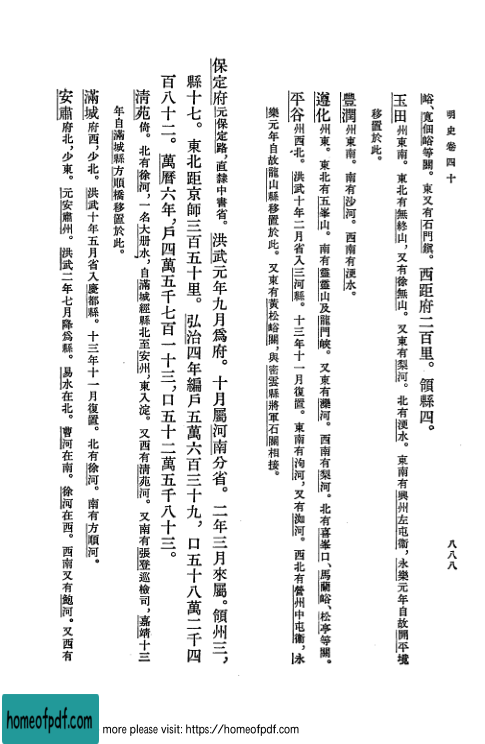 明史卷四十
八八八
峪、寬佃峪等關。東又有石門鎮。西距府二百里。領縣四。
玉田州東南。東北有無終山,又有徐無山。又東有梨河。北有浭水。東南有興州左屯衞,永樂元年自故開平境
移置於此。
豐潤州東南。南有沙河。西南有浭水。
遵化州東。東北有五峯山。南有靈靈山及龍門峽。又東有灤河。西南有梨河。北有喜峯口、馬蘭峪、松亭等關。
平谷州西北。洪武十年二月省入三河縣。十三年十一月復置。東南有泃河,又有洳河。西北有營州中屯衞,永
樂元年自故龍山縣移置於此。又東有黃松峪關,與密雲縣將軍石關相接。
保定府元保定路,直隸中書省。洪武元年九月爲府。十月屬河南分省。二年三月來屬。領州三,
縣十七。東北距京師三百五十里。弘治四年編戶五萬六百三十九,口五十八萬二千四
百八十二。萬曆六年,戶四萬五千七百一十三,口五十二萬五千八十三。
清苑倚。北有徐河,一名大册水,自滿城經縣北至安州,東入淀。又西有清苑河。又南有張登巡檢司,嘉靖十三
年自滿城縣方順橋移置於此。
滿城府西,少北。洪武十年五月省入慶都縣。十三年十一月復置。北有徐河。南有方順河。
安肅府北,少東。元安肅州。洪武二年七月降爲縣。易水在北。曹河在南。徐河在西。西南又有鮑河。又西有
homeofpdf.com
more please visit: https://homeofpdf.com